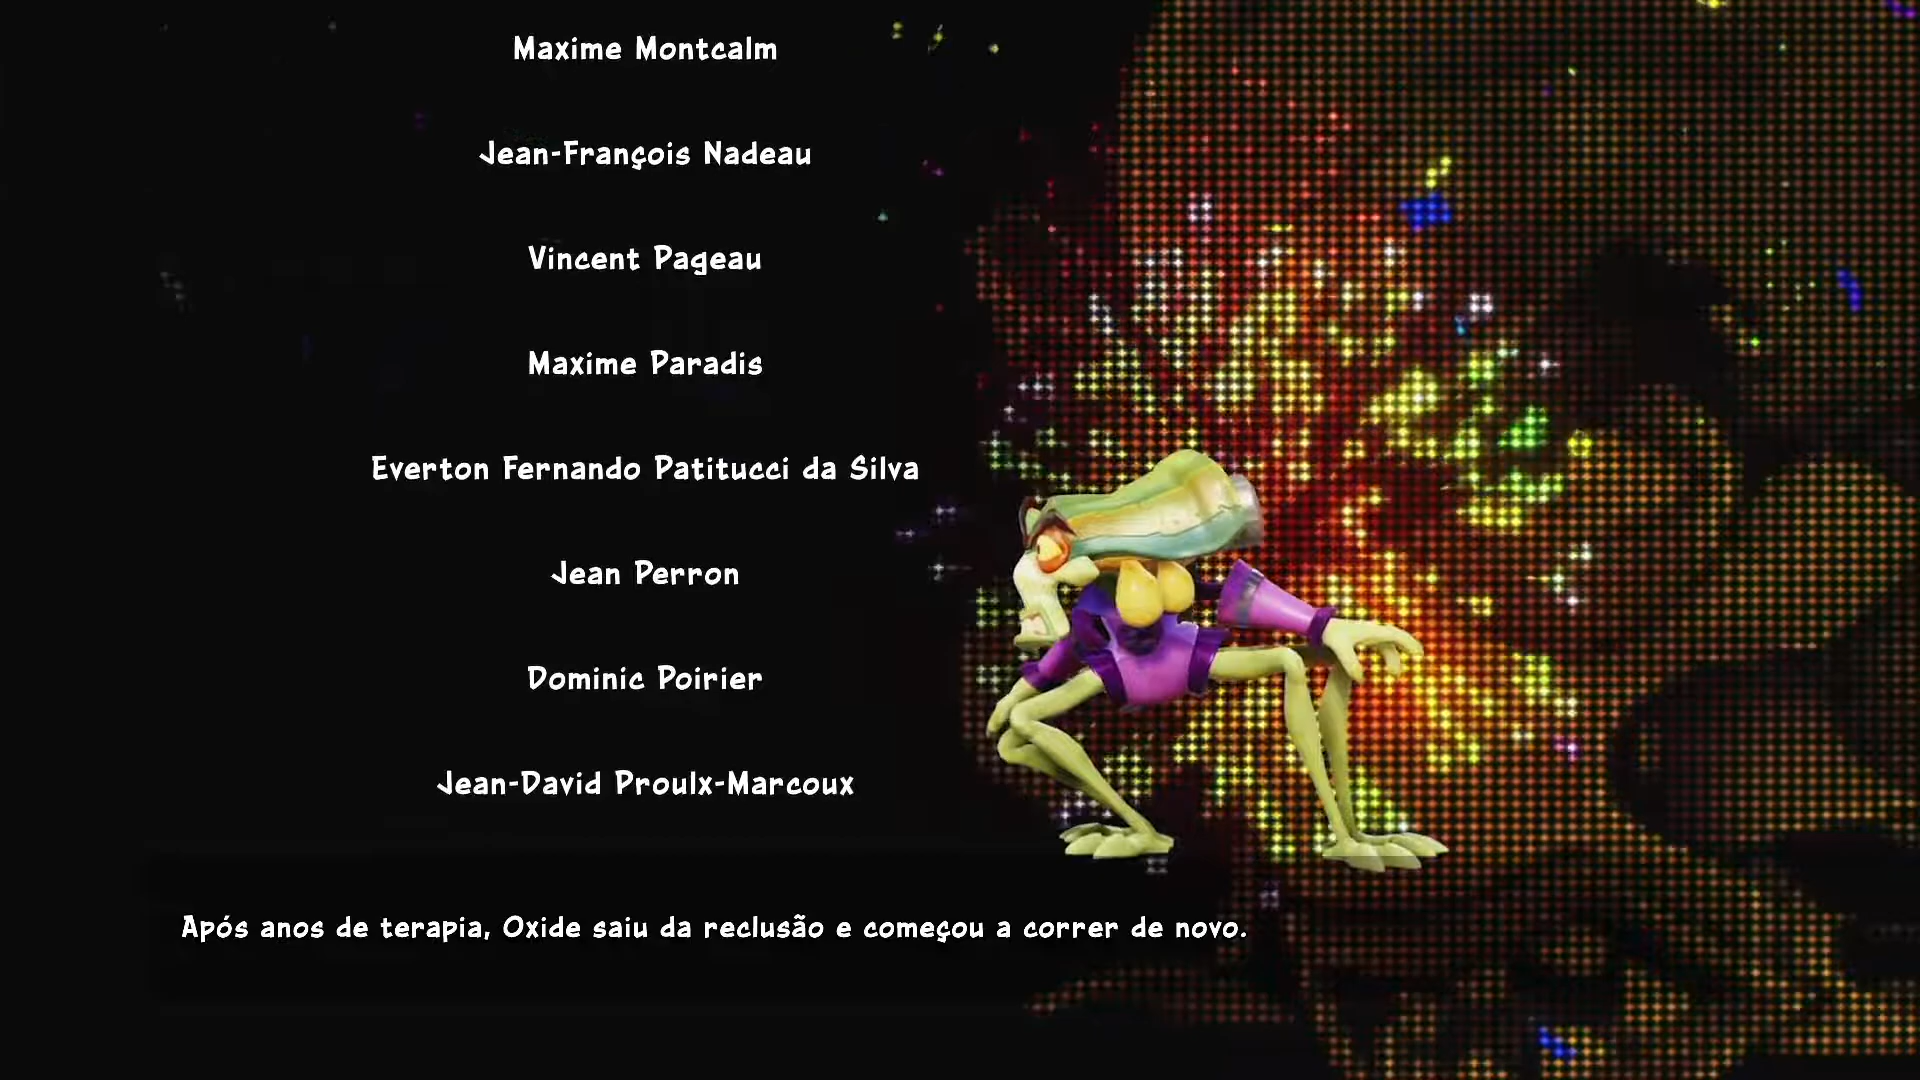 Maxime Montcalm
Jean-François Nadeau
Vincent Pageau
Maxime Paradis
Everton Fernando Patitucci da Silva
Jean Perron
Dominic Poirier
Jean-David Proulx-Marcoux
Após anos de terapia, Oxide saiu da reclusão e começou a correr de novo.